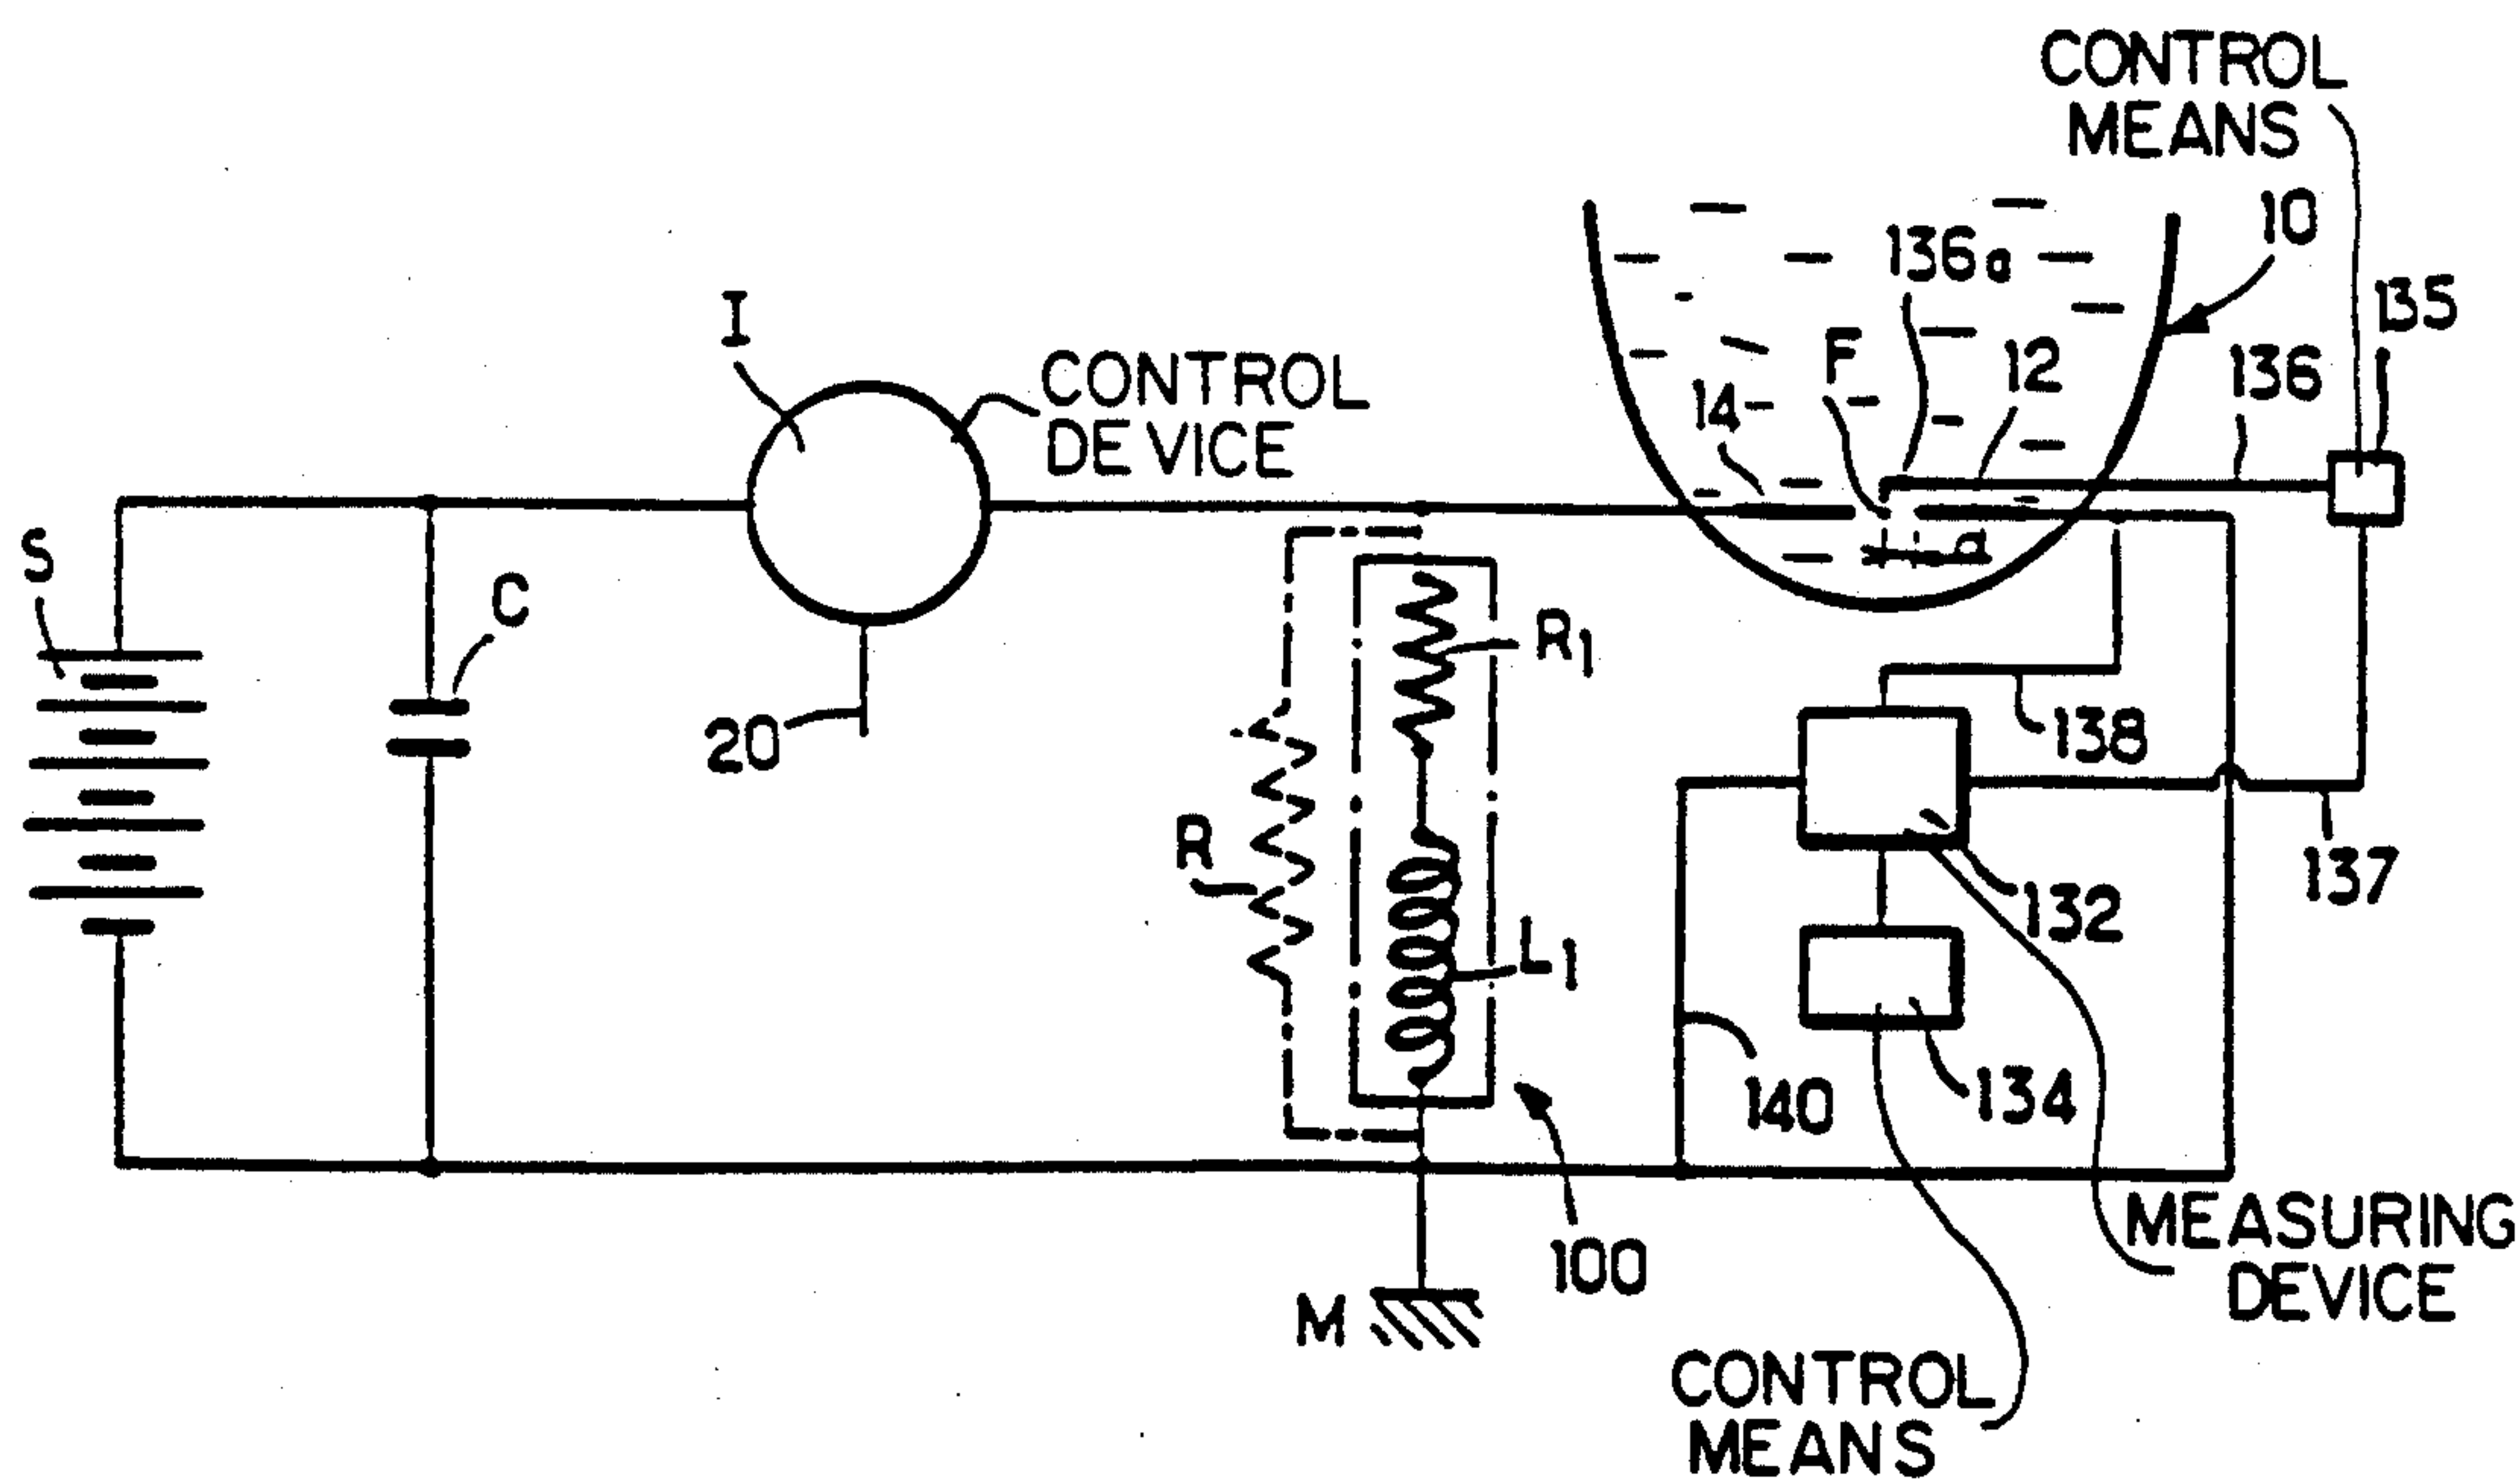 CONTROL
MEANS
10
136a
135
I
F
12
136
CONTROL
DEVICE
14
S
d
C
R1
20
138
R
137
132
L1
140
134
100
MEASURING
DEVICE
M
CONTROL
MEANS